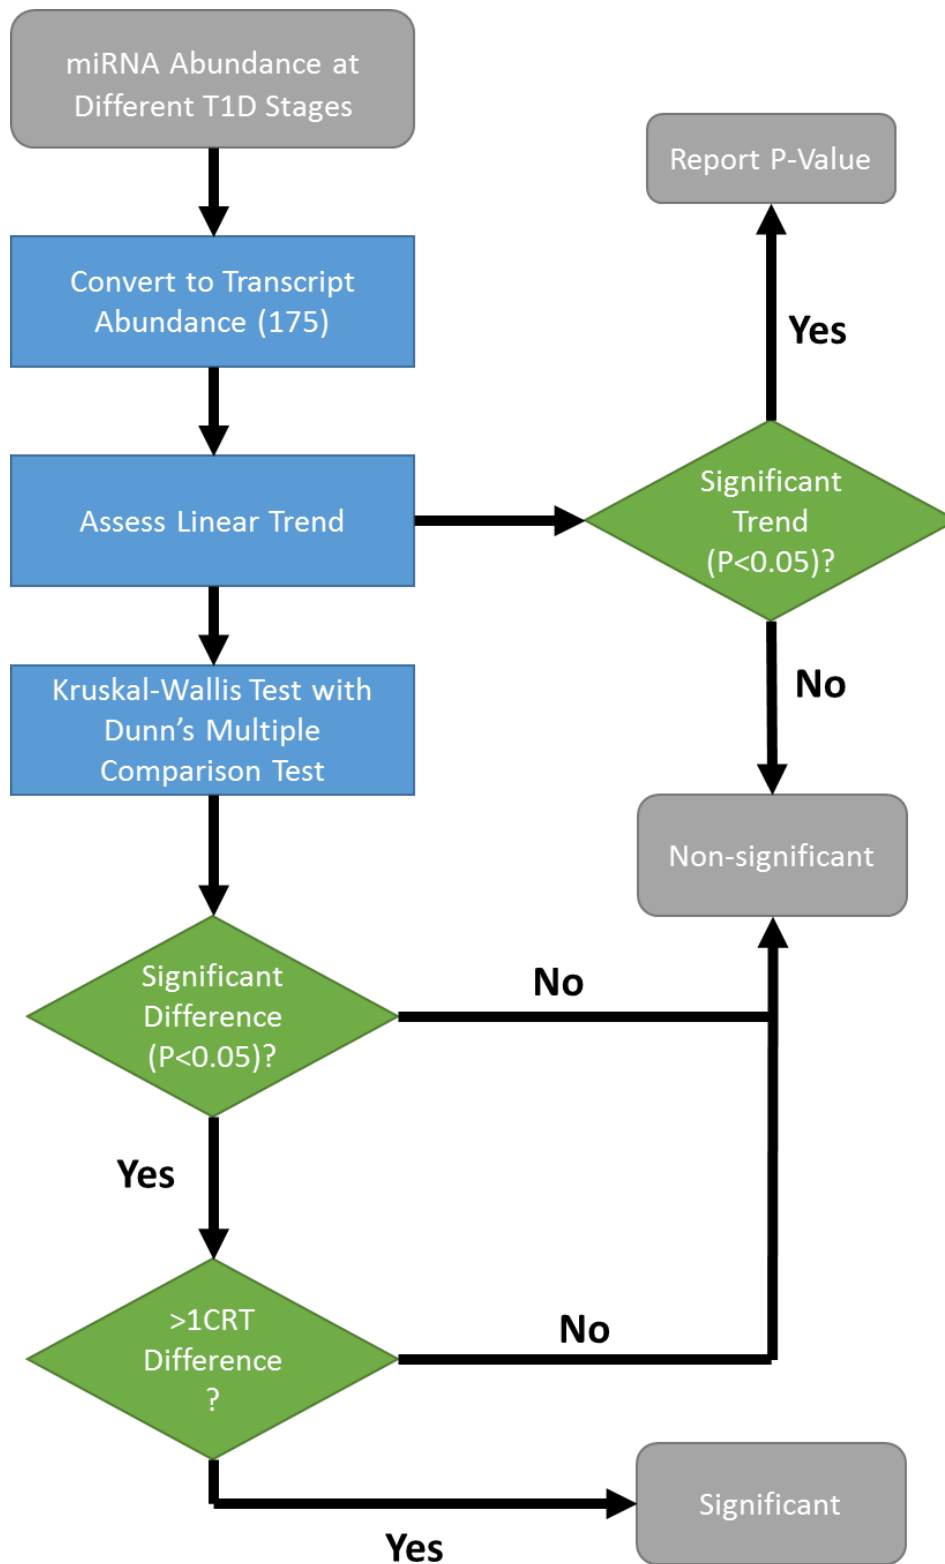 miRNA Abundance at
Different T1D Stages
Report P-Value
Convert to Transcript
Abundance (175)
Yes
Assess Linear Trend
Significant
Trend
(P<0.05)?
Kruskal-Wallis Test with
Dunn’s Multiple
Comparison Test
No
Non-significant
Significant
Difference
(P<0.05)?
No
Yes
>1CRT
Difference
?
No
Significant
Yes